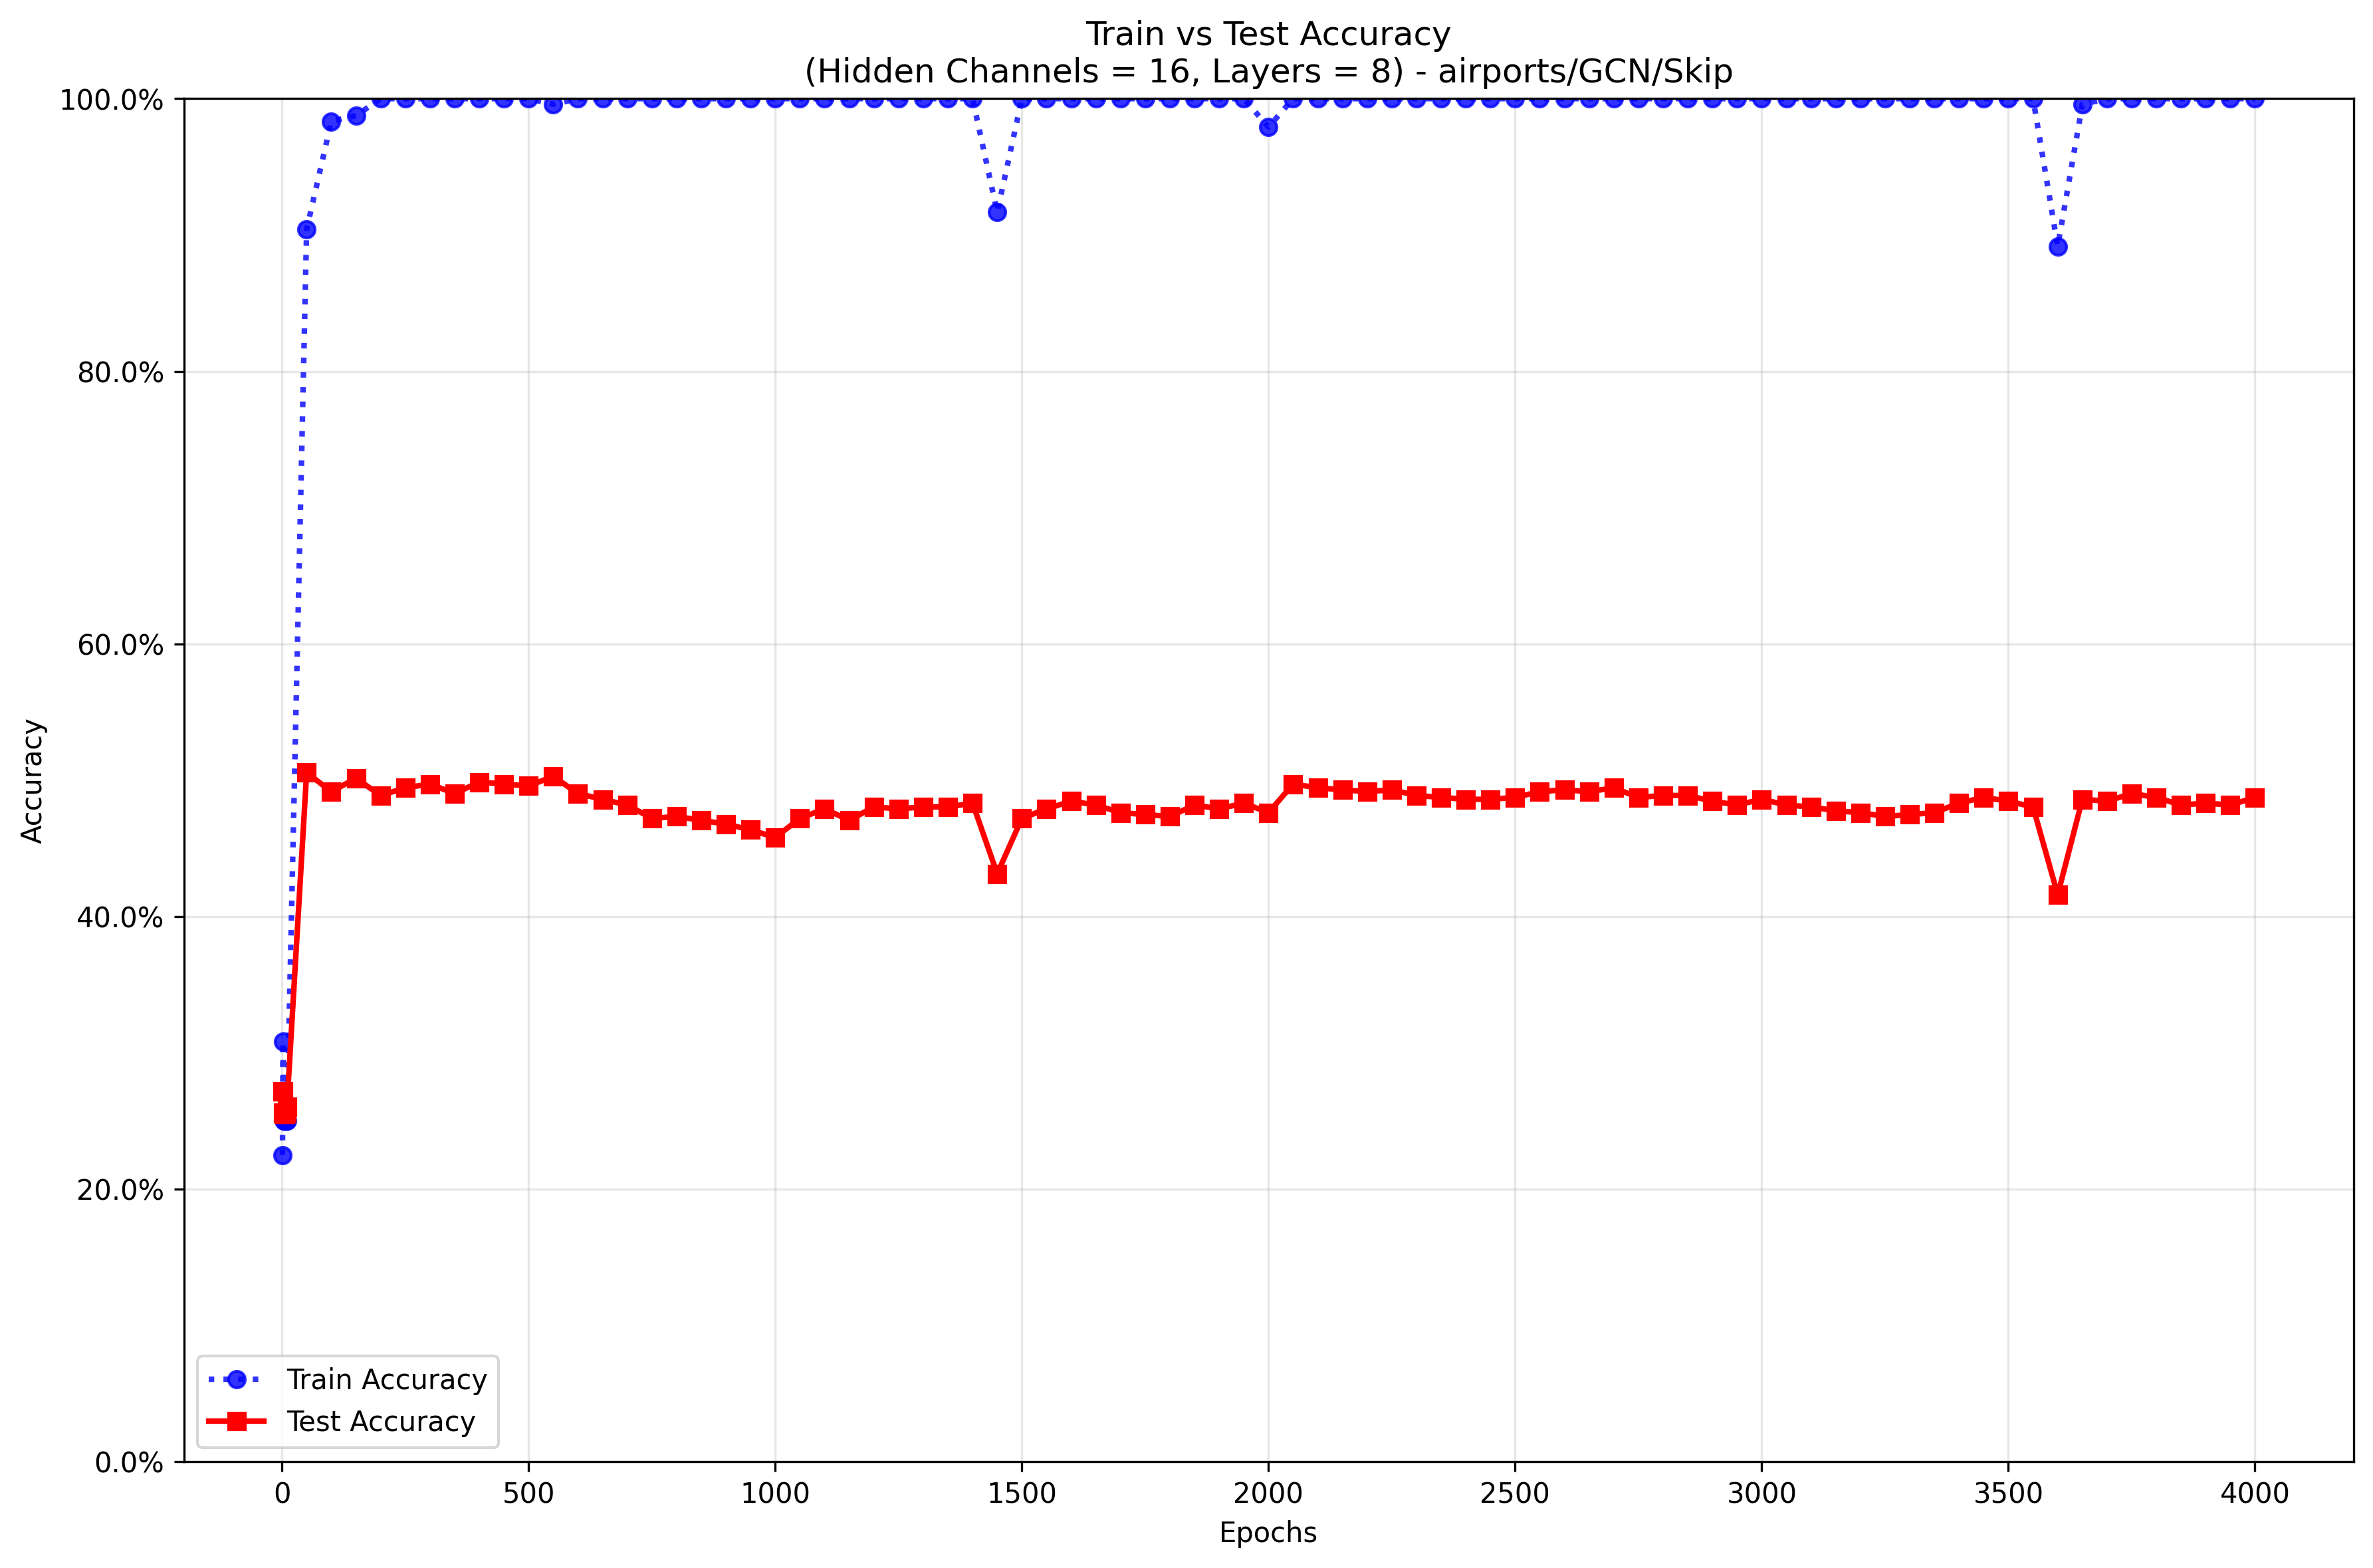 Train vs Test Accuracy
(Hidden Channels = 16, Layers = 8) - airports/GCN/Skip
100.0%
80.0%
60.0%
40.0%
20.0%
0.0%
Accuracy
Train Accuracy
Test Accuracy
0 500 1000 1500 2000 2500 3000 3500 4000
Epochs